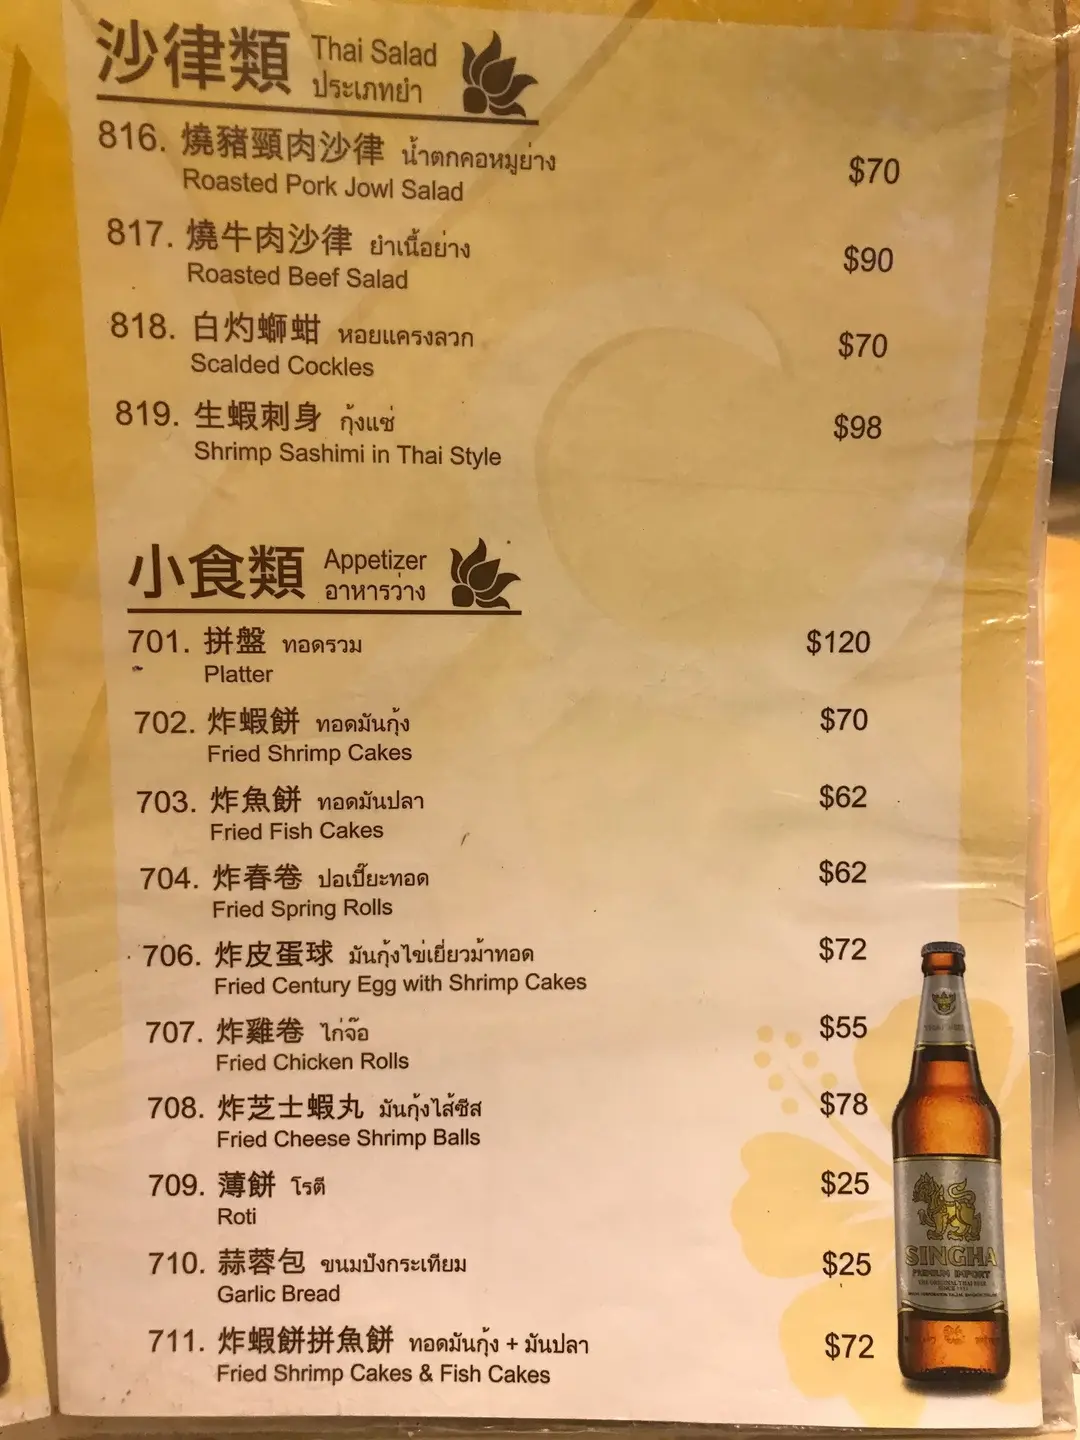 沙律類 Thai Salad
ประเภทยำ
816. 燒豬頸肉沙律 น้ำตกคอหมูย่าง $70
Roasted Pork Jowl Salad
817. 燒牛肉沙律 ยำเนื้อย่าง $90
Roasted Beef Salad
818. 白灼螄蚶 หอยแครงลวก $70
Scalded Cockles
819. 生蝦刺身 กุ้งแช่ $98
Shrimp Sashimi in Thai Style
小食類 Appetizer
อาหารว่าง
701. 拼盤 ทอดรวม $120
Platter
702. 炸蝦餅 ทอดมันกุ้ง $70
Fried Shrimp Cakes
703. 炸魚餅 ทอดมันปลา $62
Fried Fish Cakes
704. 炸春卷 ปอเปี๊ยะทอด $62
Fried Spring Rolls
706. 炸皮蛋球 มันกุ้งไข่เยี่ยวม้าทอด $72
Fried Century Egg with Shrimp Cakes
707. 炸雞卷 ไก่จ๊อ $55
Fried Chicken Rolls
708. 炸芝士蝦丸 มันกุ้งไส้ซีส $78
Fried Cheese Shrimp Balls
709. 薄餅 โรตี $25
Roti
710. 蒜蓉包 ขนมปังกระเทียม $25
Garlic Bread
711. 炸蝦餅拼魚餅 ทอดมันกุ้ง + มันปลา $72
Fried Shrimp Cakes & Fish Cakes
SINGHA
PREMIUM IMPORT
THE ORIGINAL THAI BEER